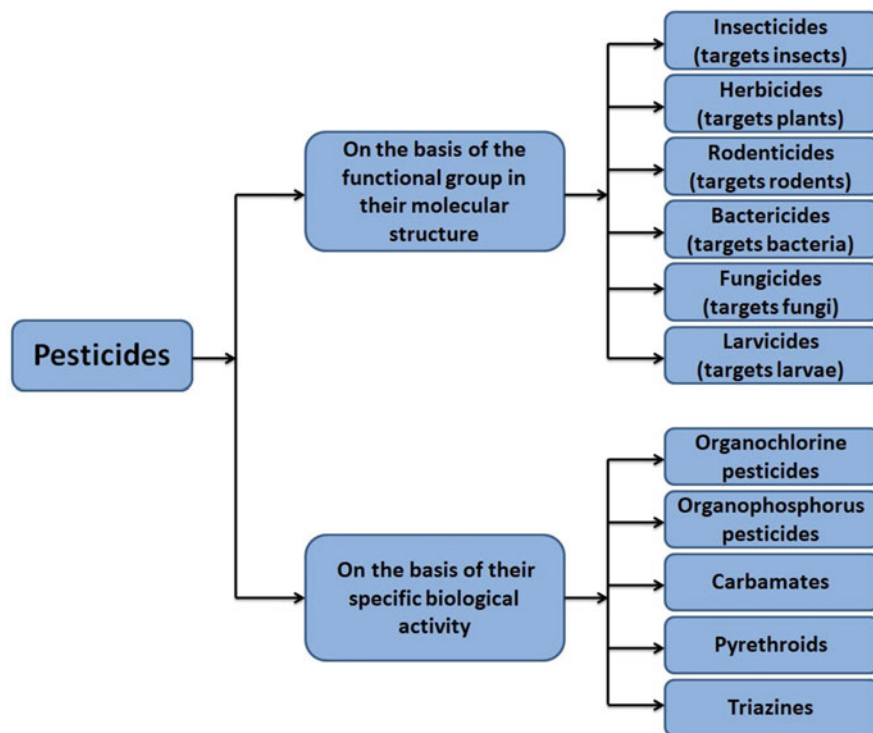 Pesticides
On the basis of the
functional group in
their molecular
structure
Insecticides
(targets insects)
Herbicides
(targets plants)
Rodenticides
(targets rodents)
Bactericides
(targets bacteria)
Fungicides
(targets fungi)
Larvicides
(targets larvae)
On the basis of their
specific biological
activity
Organochlorine
pesticides
Organophosphorus
pesticides
Carbamates
Pyrethroids
Triazines